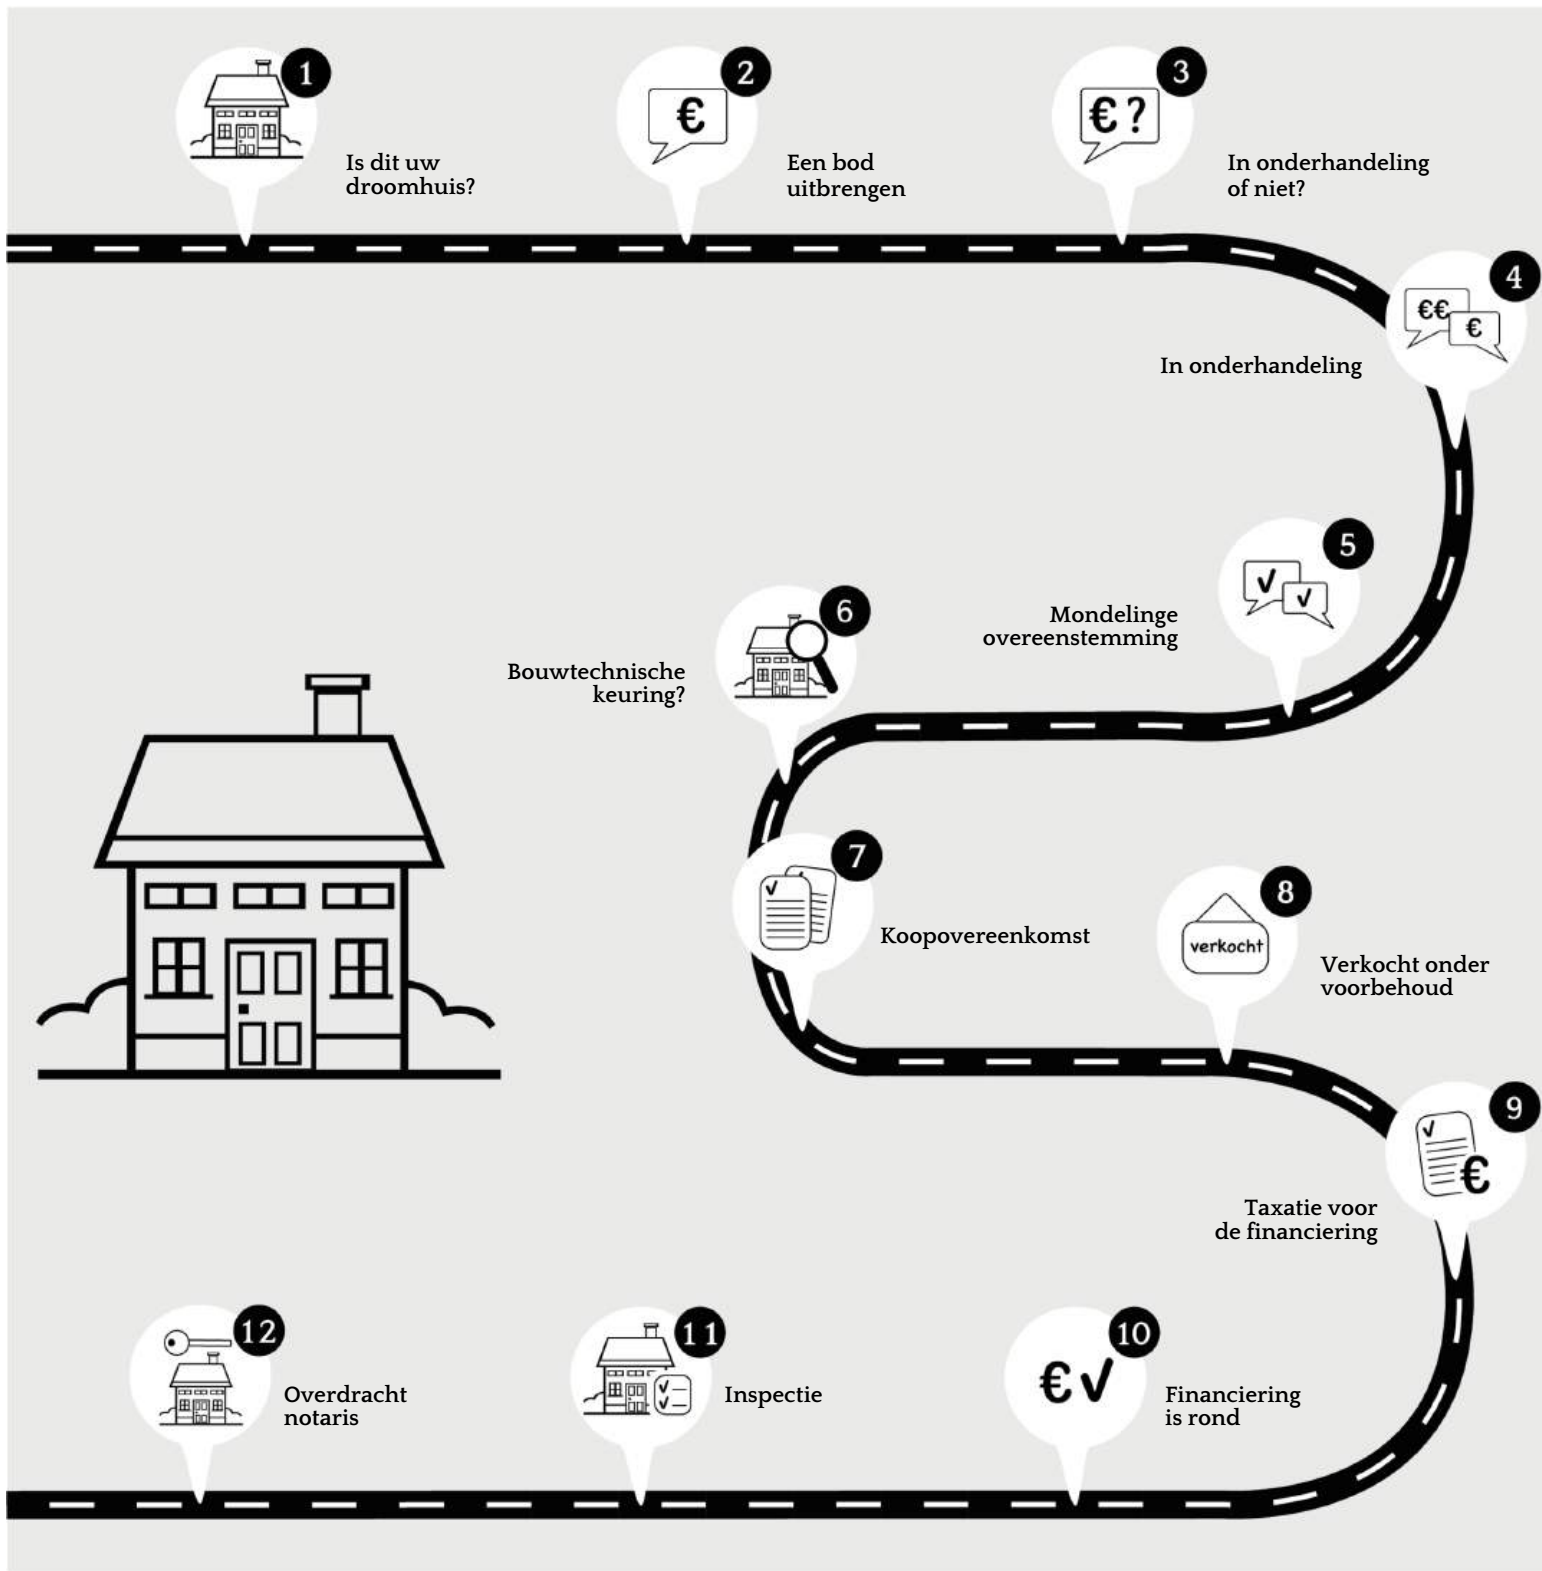 1
Is dit uw
droomhuis?
2
€
Een bod
uitbrengen
3
€ ?
In onderhandeling
of niet?
4
€€
€
In onderhandeling
5
Mondelinge
overeenstemming
6
Bouwtechnische
keuring?
7
Koopovereenkomst
8
verkocht
Verkocht onder
voorbehoud
9
€
Taxatie voor
de financiering
10
€
Financiering
is rond
11
Inspectie
12
Overdracht
notaris